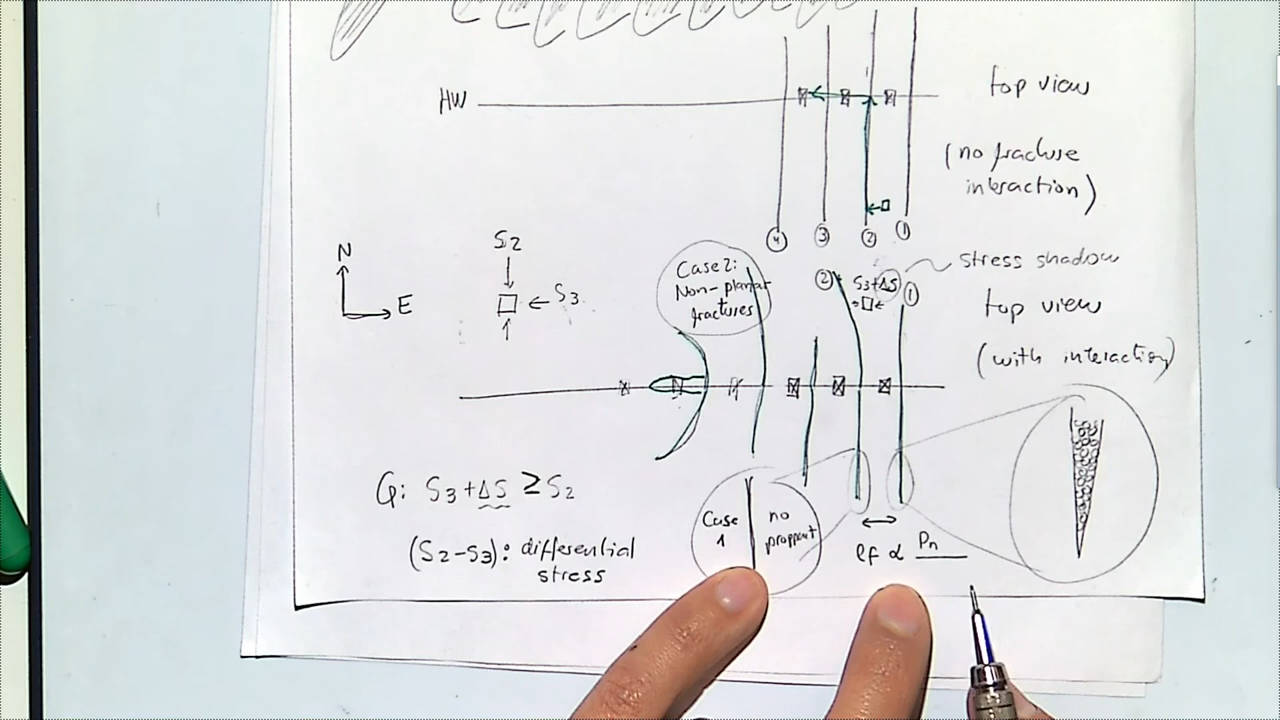 HW
top view
(no fracture
interaction)
④ ③ ② ①
N
E
S2
S3
Case 2:
Non-planar
fractures
②
S3+ΔS
①
stress shadow
top view
(with interaction)
Q: S3+ΔS ≥ S2
(S2-S3): differential
stress
Case
1
no
proppant
Pn